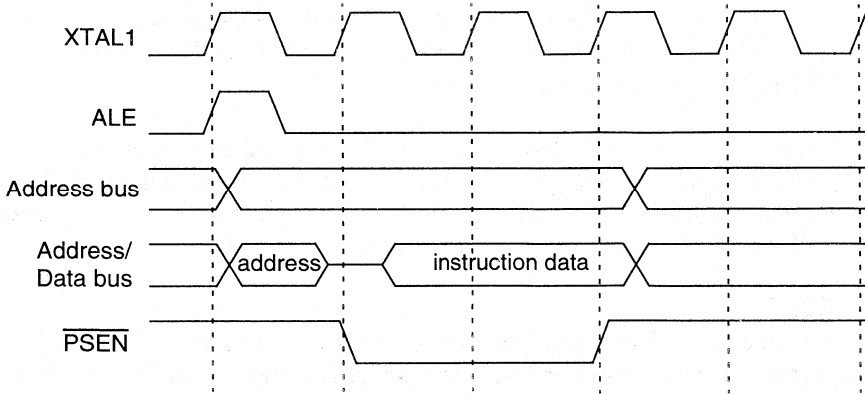 XTAL1
ALE
Address bus
Address/
Data bus
address
instruction data
PSEN